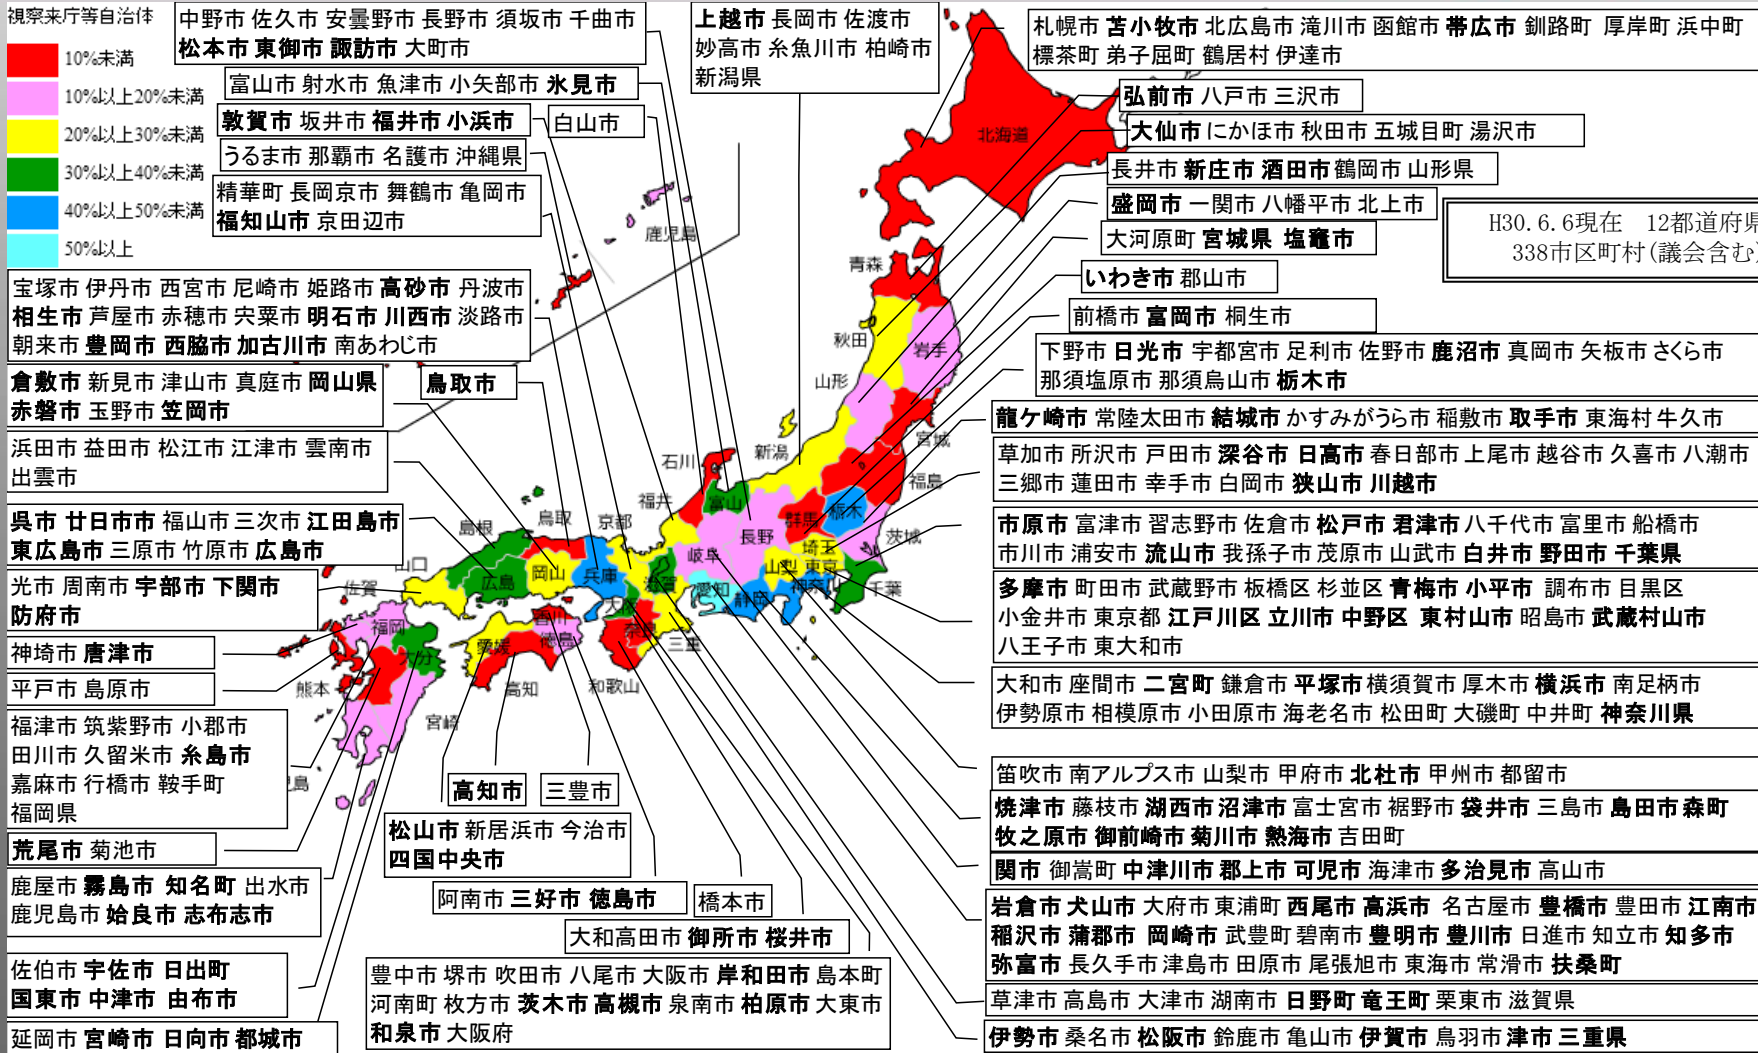 視察来庁等自治体
10%未満
10%以上20%未満
20%以上30%未満
30%以上40%未満
40%以上50%未満
50%以上
中野市 佐久市 安曇野市 長野市 須坂市 千曲市
松本市 東御市 諏訪市 大町市
富山市 射水市 魚津市 小矢部市 氷見市
敦賀市 坂井市 福井市 小浜市
白山市
うるま市 那覇市 名護市 沖縄県
精華町 長岡京市 舞鶴市 亀岡市
福知山市 京田辺市
宝塚市 伊丹市 西宮市 尼崎市 姫路市 高砂市 丹波市
相生市 芦屋市 赤穂市 宍粟市 明石市 川西市 淡路市
朝来市 豊岡市 西脇市 加古川市 南あわじ市
倉敷市 新見市 津山市 真庭市 岡山県
赤磐市 玉野市 笠岡市
鳥取市
浜田市 益田市 松江市 江津市 雲南市
出雲市
呉市 廿日市市 福山市 三次市 江田島市
東広島市 三原市 竹原市 広島市
光市 周南市 宇部市 下関市
防府市
神埼市 唐津市
平戸市 島原市
福津市 筑紫野市 小郡市
田川市 久留米市 糸島市
嘉麻市 行橋市 鞍手町
福岡県
荒尾市 菊池市
鹿屋市 霧島市 知名町 出水市
鹿児島市 姶良市 志布志市
佐伯市 宇佐市 日出町
国東市 中津市 由布市
延岡市 宮崎市 日向市 都城市
上越市 長岡市 佐渡市
妙高市 糸魚川市 柏崎市
新潟県
札幌市 苫小牧市 北広島市 滝川市 函館市 帯広市 釧路町 厚岸町 浜中町
標茶町 弟子屈町 鶴居村 伊達市
弘前市 八戸市 三沢市
大仙市 にかほ市 秋田市 五城目町 湯沢市
長井市 新庄市 酒田市 鶴岡市 山形県
盛岡市 一関市 八幡平市 北上市
大河原町 宮城県 塩竈市
いわき市 郡山市
前橋市 富岡市 桐生市
H30.6.6現在 12都道府県
338市区町村(議会含む)
下野市 日光市 宇都宮市 足利市 佐野市 鹿沼市 真岡市 矢板市 さくら市
那須塩原市 那須烏山市 栃木市
龍ケ崎市 常陸太田市 結城市 かすみがうら市 稲敷市 取手市 東海村 牛久市
草加市 所沢市 戸田市 深谷市 日高市 春日部市 上尾市 越谷市 久喜市 八潮市
三郷市 蓮田市 幸手市 白岡市 狭山市 川越市
市原市 富津市 習志野市 佐倉市 松戸市 君津市 八千代市 富里市 船橋市
市川市 浦安市 流山市 我孫子市 茂原市 山武市 白井市 野田市 千葉県
多摩市 町田市 武蔵野市 板橋区 杉並区 青梅市 小平市 調布市 目黒区
小金井市 東京都 江戸川区 立川市 中野区 東村山市 昭島市 武蔵村山市
八王子市 東大和市
大和市 座間市 二宮町 鎌倉市 平塚市 横須賀市 厚木市 横浜市 南足柄市
伊勢原市 相模原市 小田原市 海老名市 松田町 大磯町 中井町 神奈川県
笛吹市 南アルプス市 山梨市 甲府市 北杜市 甲州市 都留市
焼津市 藤枝市 湖西市 沼津市 富士宮市 裾野市 袋井市 三島市 島田市 森町
牧之原市 御前崎市 菊川市 熱海市 吉田町
関市 御嵩町 中津川市 郡上市 可児市 海津市 多治見市 高山市
岩倉市 犬山市 大府市 東浦町 西尾市 高浜市 名古屋市 豊橋市 豊田市 江南市
稲沢市 蒲郡市 岡崎市 武豊町 碧南市 豊明市 豊川市 日進市 知立市 知多市
弥富市 長久手市 津島市 田原市 尾張旭市 東海市 常滑市 扶桑町
草津市 高島市 大津市 湖南市 日野町 竜王町 栗東市 滋賀県
伊勢市 桑名市 松阪市 鈴鹿市 亀山市 伊賀市 鳥羽市 津市 三重県
高知市
三豊市
松山市 新居浜市 今治市
四国中央市
阿南市 三好市 徳島市
橋本市
大和高田市 御所市 桜井市
豊中市 堺市 吹田市 八尾市 大阪市 岸和田市 島本町
河南町 枚方市 茨木市 高槻市 泉南市 柏原市 大東市
和泉市 大阪府
北海道
青森
秋田
岩手
山形
宮城
新潟
福島
石川
富山
群馬
栃木
福井
長野
茨城
岐阜
埼玉
山梨
東京
千葉
神奈川
静岡
愛知
滋賀
京都
兵庫
大阪
奈良
三重
和歌山
鳥取
島根
岡山
広島
山口
香川
徳島
愛媛
高知
福岡
佐賀
大分
熊本
宮崎
児島
鹿児島